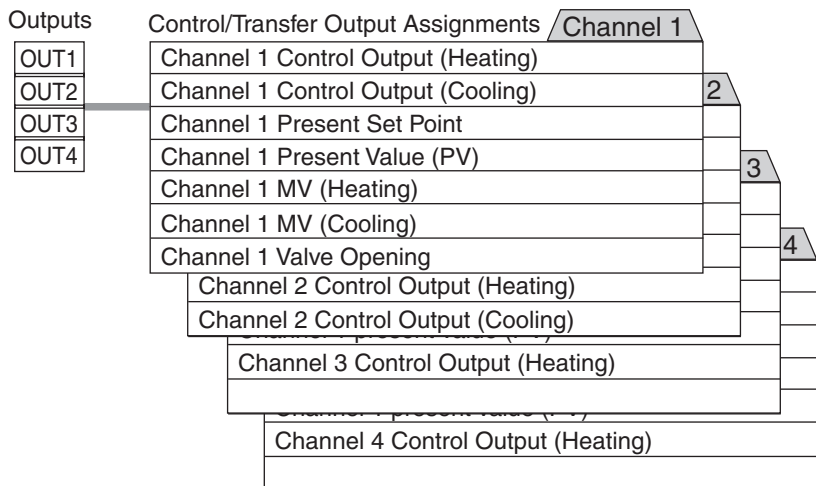 Outputs
Control/Transfer Output Assignments
Channel 1
OUT1
OUT2
OUT3
OUT4
Channel 1 Control Output (Heating)
Channel 1 Control Output (Cooling)
Channel 1 Present Set Point
Channel 1 Present Value (PV)
Channel 1 MV (Heating)
Channel 1 MV (Cooling)
Channel 1 Valve Opening
2
Channel 2 Control Output (Heating)
Channel 2 Control Output (Cooling)
3
Channel 3 Control Output (Heating)
4
Channel 4 Control Output (Heating)